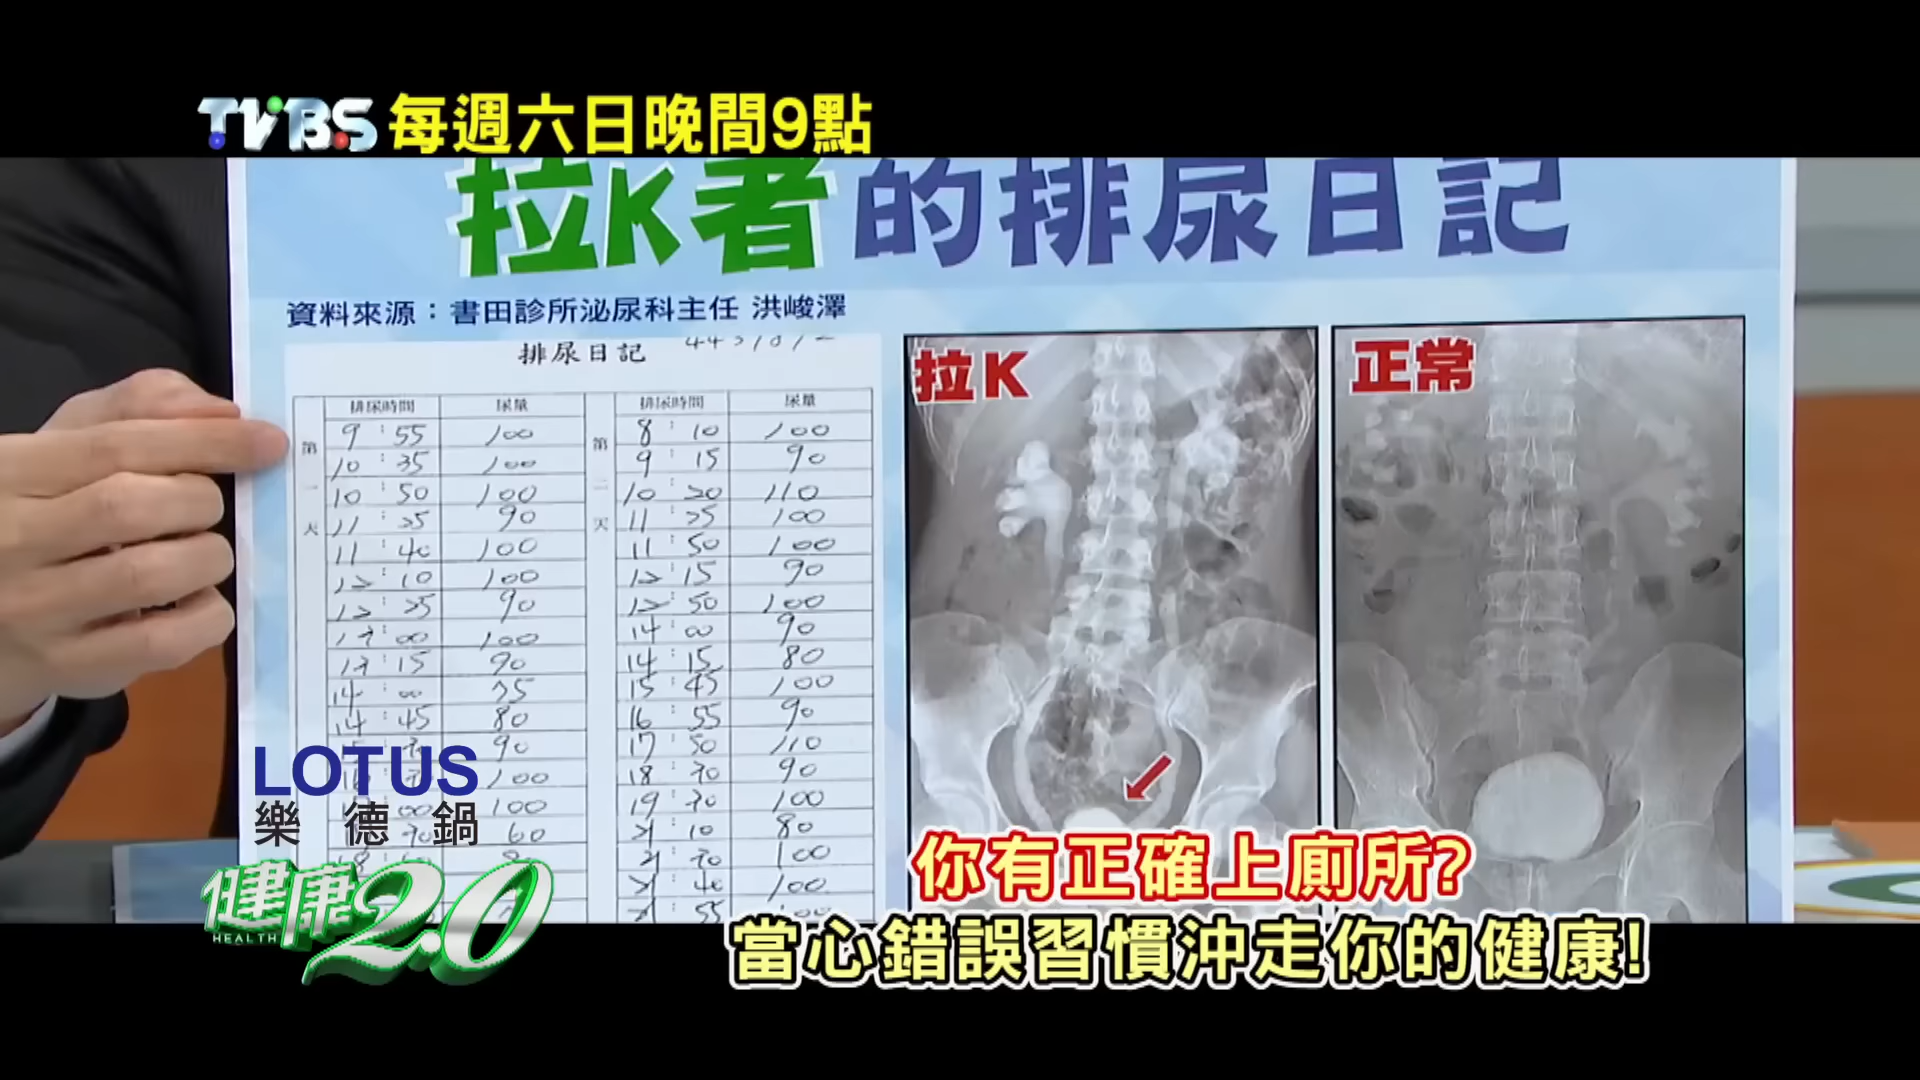 TVBS 每週六日晚間9點
拉K者的排尿日記
資料來源：書田診所泌尿科主任 洪峻澤
排尿日記
排尿時間 尿量 排尿時間 尿量
第一天
第二天
9:55 100 8:10 100
10:35 100 9:15 90
10:50 100 10:20 110
11:25 90 11:25 100
11:40 100 11:50 100
12:10 100 12:15 90
12:25 90 12:50 100
13:00 100 14:00 90
13:15 90 14:15 80
14:00 75 15:45 100
14:45 80 16:55 90
90 17:50 110
100 18:30 90
100 19:30 100
60 21:10 80
21:30 100
21:40 100
21:55
拉K
正常
LOTUS
樂德鍋
健康2.0
HEALTH
你有正確上廁所?
當心錯誤習慣沖走你的健康!